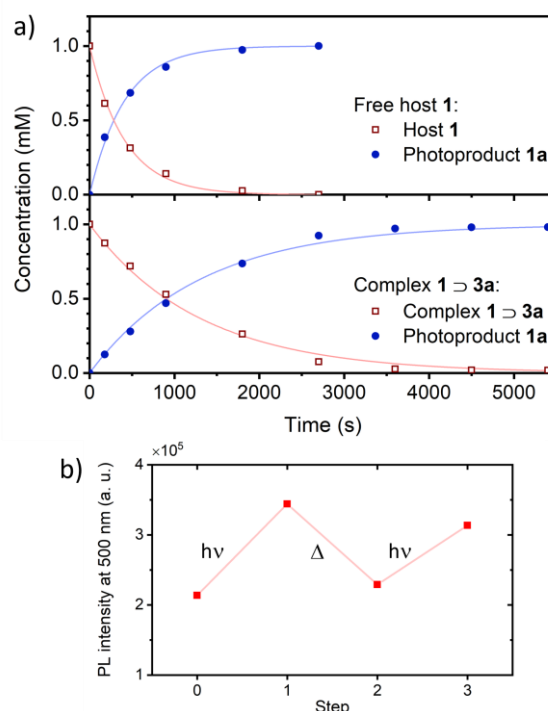 a)
1.0
0.5
0.0
Free host 1:
Host 1
Photoproduct 1a
Concentration (mM)
1.0
0.5
0.0
Complex 1 ⊃ 3a:
Complex 1 ⊃ 3a
Photoproduct 1a
0 1000 2000 3000 4000 5000
Time (s)
b)
×10⁵
4
3
2
1
PL intensity at 500 nm (a. u.)
hν
Δ
hν
0 1 2 3
Step